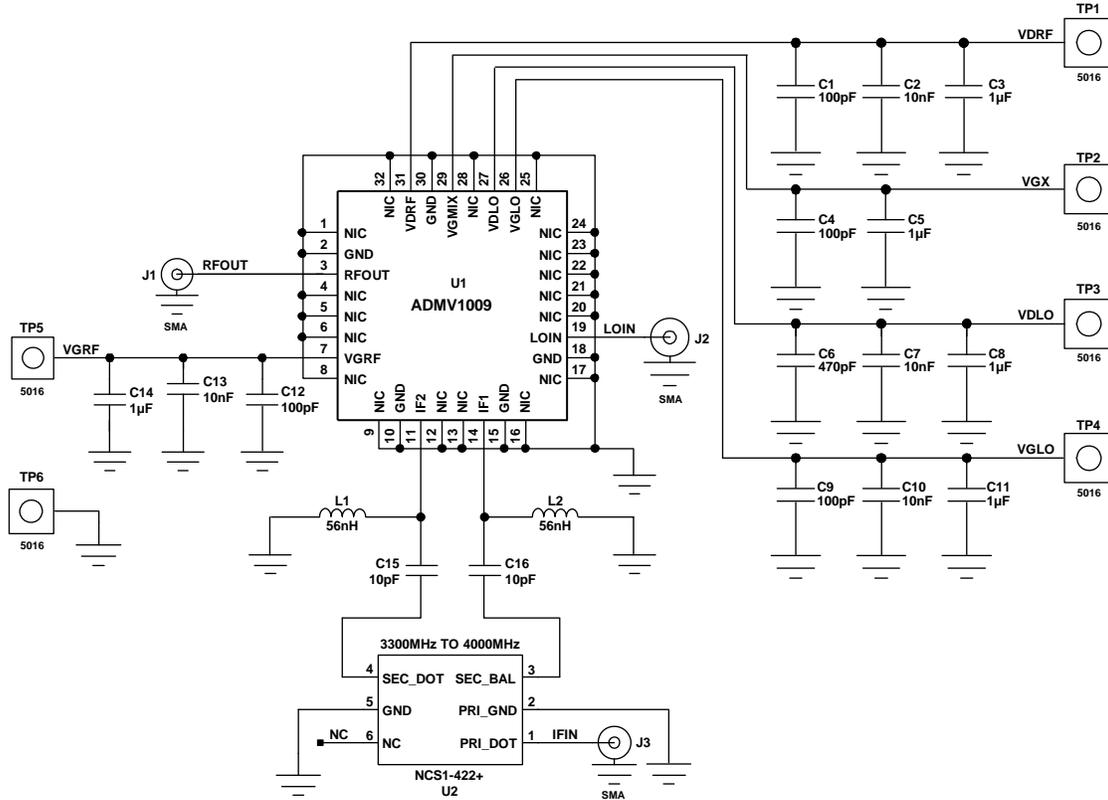 TP1
VDRF
5016
C1
100pF
C2
10nF
C3
1µF
TP2
VGX
5016
C4
100pF
C5
1µF
TP3
VDLO
5016
C6
470pF
C7
10nF
C8
1µF
TP4
VGLO
5016
C9
100pF
C10
10nF
C11
1µF
32
31
30
29
28
27
26
25
NIC
VDRF
GND
VGMIX
NIC
VDLO
VGLO
NIC
1
NIC
2
GND
3
RFOUT
4
NIC
5
NIC
6
NIC
7
VGRF
8
NIC
U1
ADMV1009
NIC
24
NIC
23
NIC
22
NIC
21
NIC
20
LOIN
19
GND
18
NIC
17
NIC
GND
IF2
NIC
NIC
IF1
GND
NIC
9
10
11
12
13
14
15
16
J1
RFOUT
SMA
LOIN
J2
SMA
TP5
VGRF
5016
C14
1µF
C13
10nF
C12
100pF
TP6
5016
L1
56nH
L2
56nH
C15
10pF
C16
10pF
3300MHz TO 4000MHz
4
SEC_DOT
SEC_BAL
3
5
GND
PRI_GND
2
NC
6
NC
PRI_DOT
1
IFIN
J3
SMA
NCS1-422+
U2